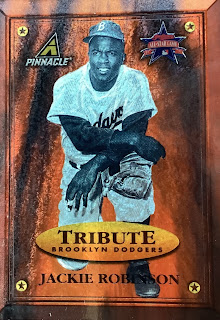 PINNACLE
ALL-STAR GAME
B
TRIBUTE
BROOKLYN DODGERS
JACKIE ROBINSON